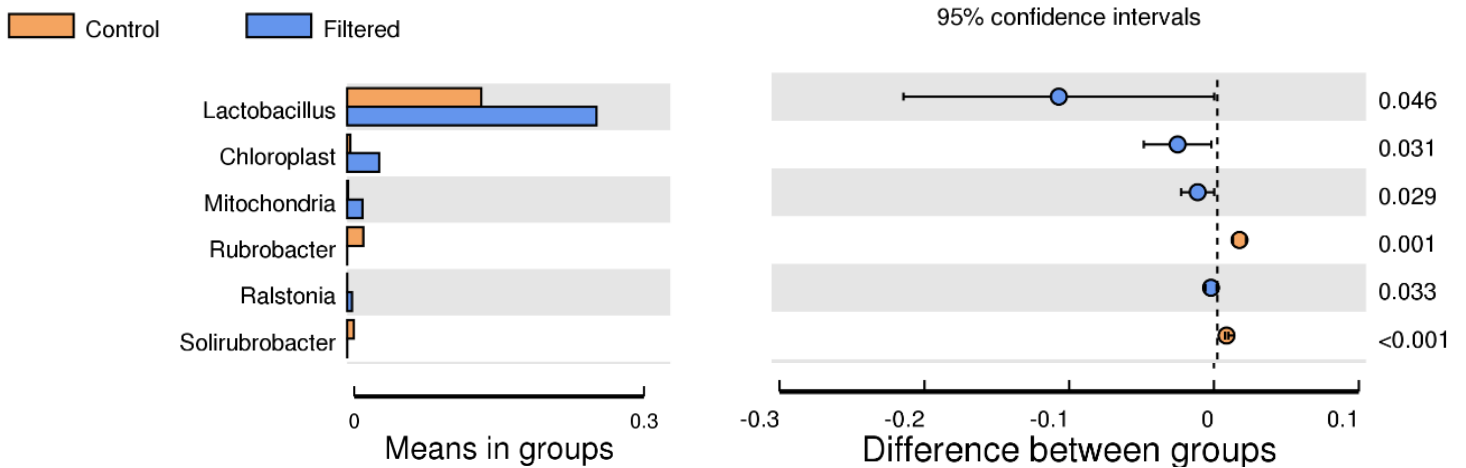 Control
Filtered
95% confidence intervals
Lactobacillus
0.046
Chloroplast
0.031
Mitochondria
0.029
Rubrobacter
0.001
Ralstonia
0.033
Solirubrobacter
<0.001
0
0.3
-0.3
-0.2
-0.1
0
0.1
Means in groups
Difference between groups